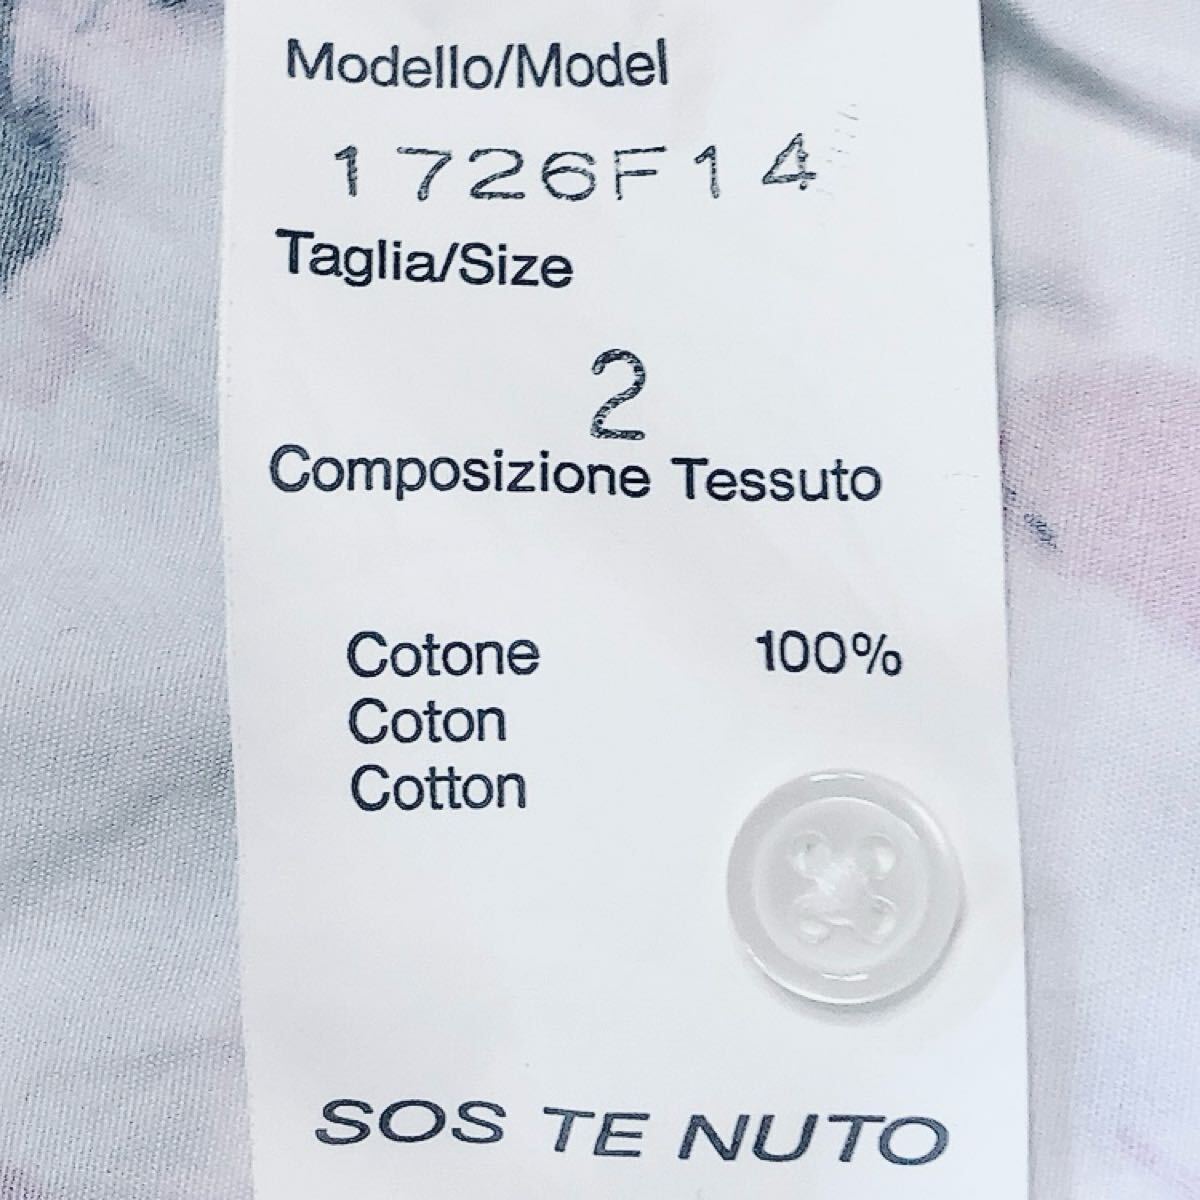 Modello/Model
1726F14
Taglia/Size
2
Composizione Tessuto
Cotone 100%
Coton
Cotton
SOS TE NUTO